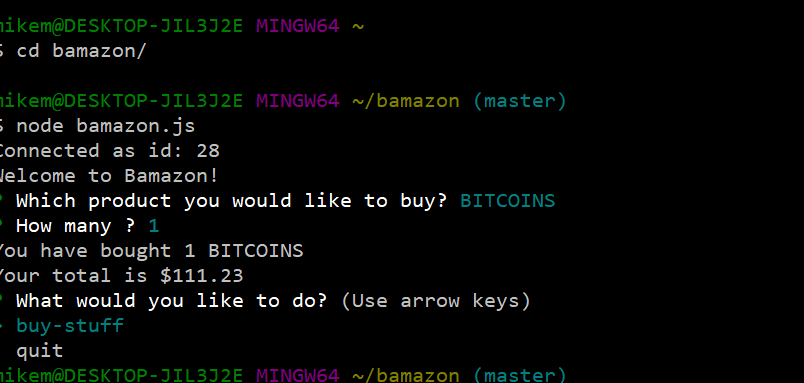 mikem@DESKTOP-JIL3J2E MINGW64 ~
$ cd bamazon/
mikem@DESKTOP-JIL3J2E MINGW64 ~/bamazon (master)
$ node bamazon.js
Connected as id: 28
Welcome to Bamazon!
? Which product you would like to buy? BITCOINS
? How many ? 1
You have bought 1 BITCOINS
Your total is $111.23
? What would you like to do? (Use arrow keys)
> buy-stuff
quit
mikem@DESKTOP-JIL3J2E MINGW64 ~/bamazon (master)